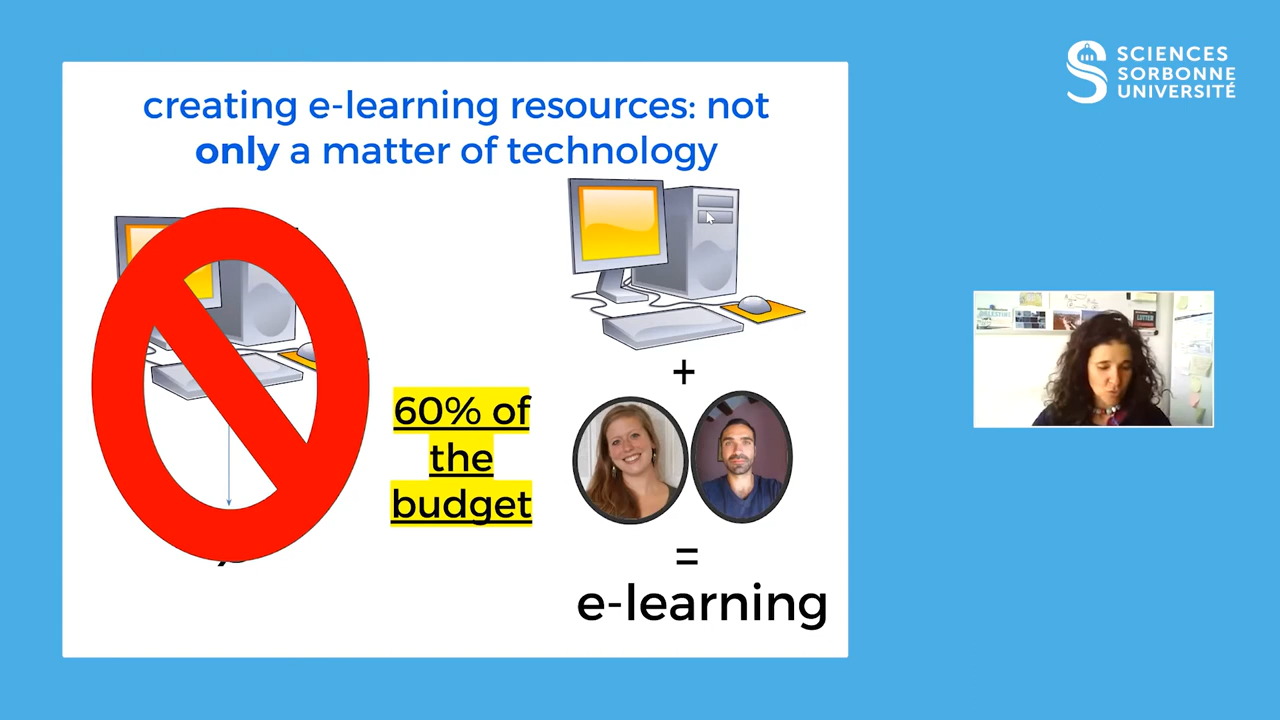 creating e-learning resources: not
only a matter of technology
60% of
the
budget
+
=
e-learning
SCIENCES
SORBONNE
UNIVERSITÉ